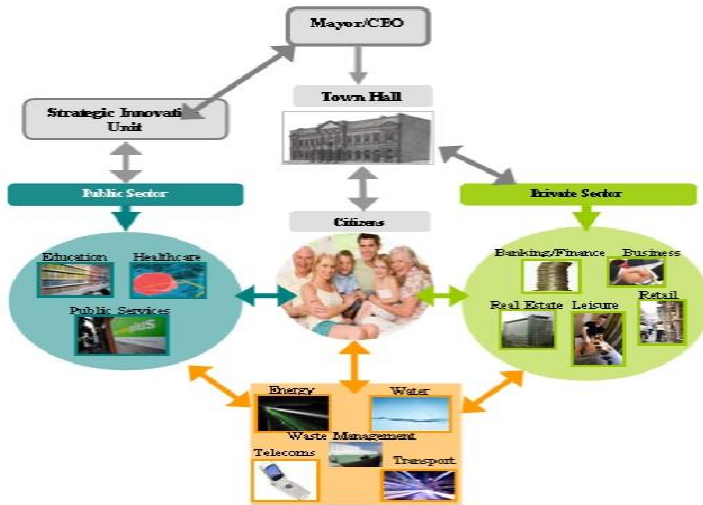 Mayor/CEO
Town Hall
Strategic Innovati
Unit
Public Sector
Private Sector
Citizens
Education
Healthcare
Public Services
plus
Banking/Finance
Business
Real Estate
Leisure
Retail
Energy
Water
Waste Management
Telecoms
Transport